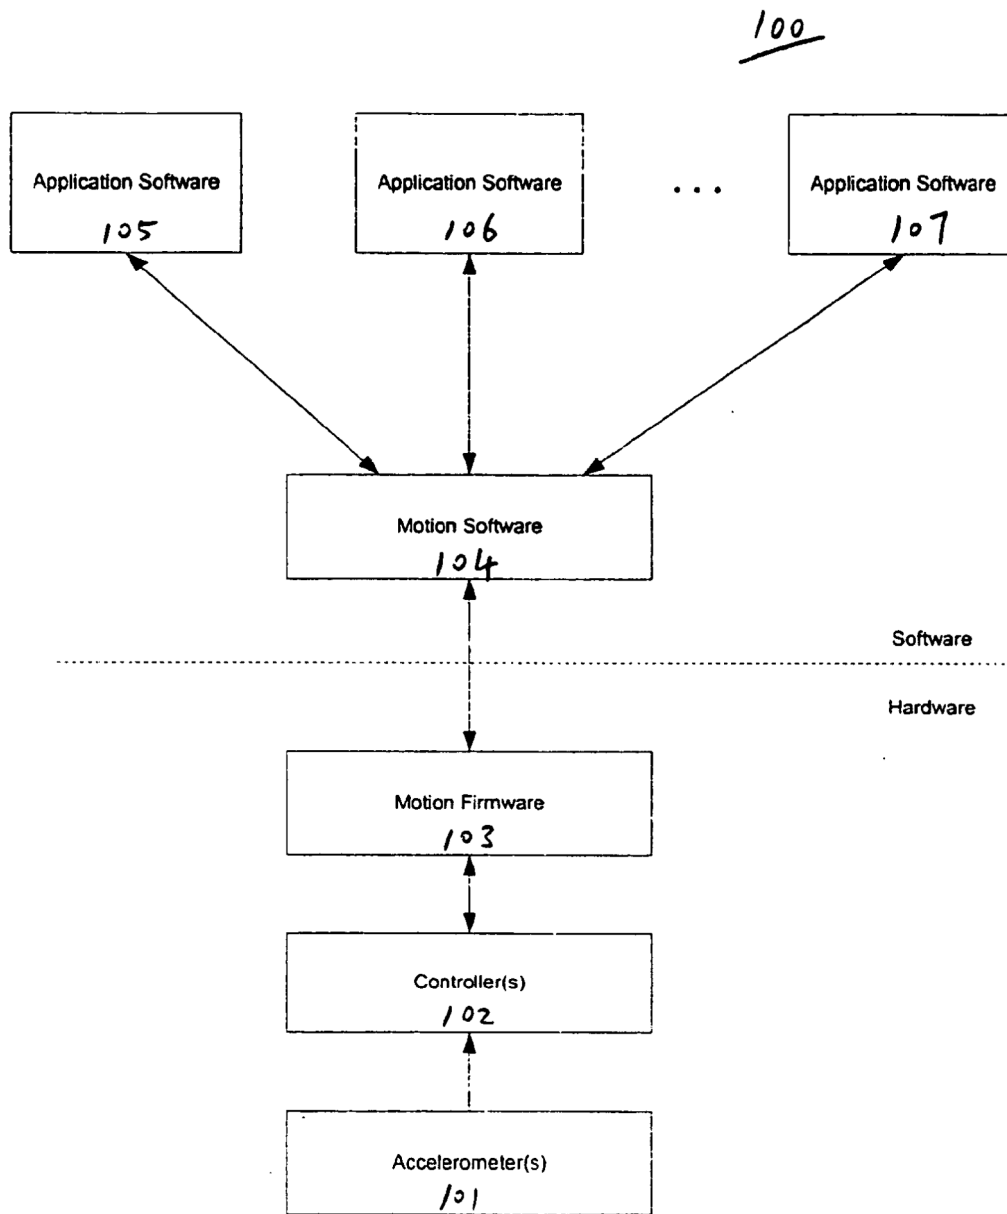 100
Application Software
105
Application Software
106
...
Application Software
107
Motion Software
104
Software
Hardware
Motion Firmware
103
Controller(s)
102
Accelerometer(s)
101